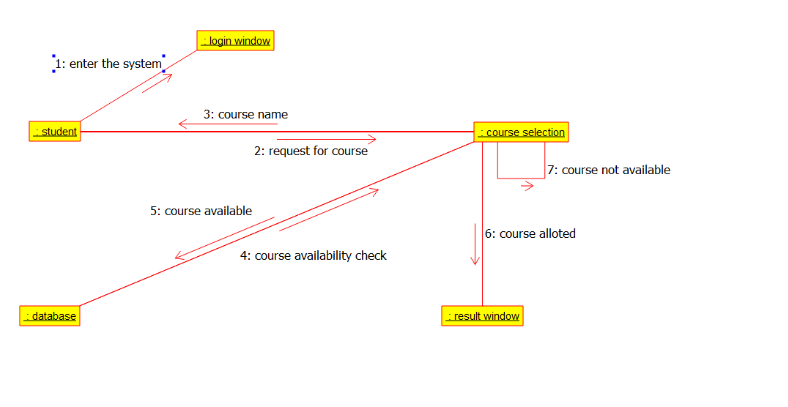 : login window
1: enter the system
3: course name
: student
: course selection
2: request for course
7: course not available
5: course available
6: course alloted
4: course availability check
: database
: result window